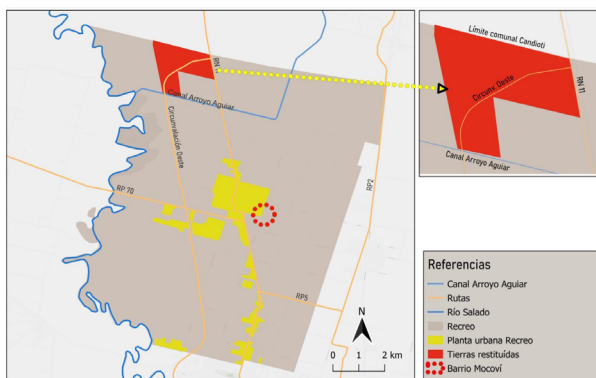 RN 11
Canal Arroyo Aguiar
Circunvalación Oeste
RP 70
RP2
RP5
N
0 1 2 km
Límite comunal Candioti
Circunv. Oeste
RN 11
Canal Arroyo Aguiar
Referencias
Canal Arroyo Aguiar
Rutas
Río Salado
Recreo
Planta urbana Recreo
Tierras restituídas
Barrio Mocoví